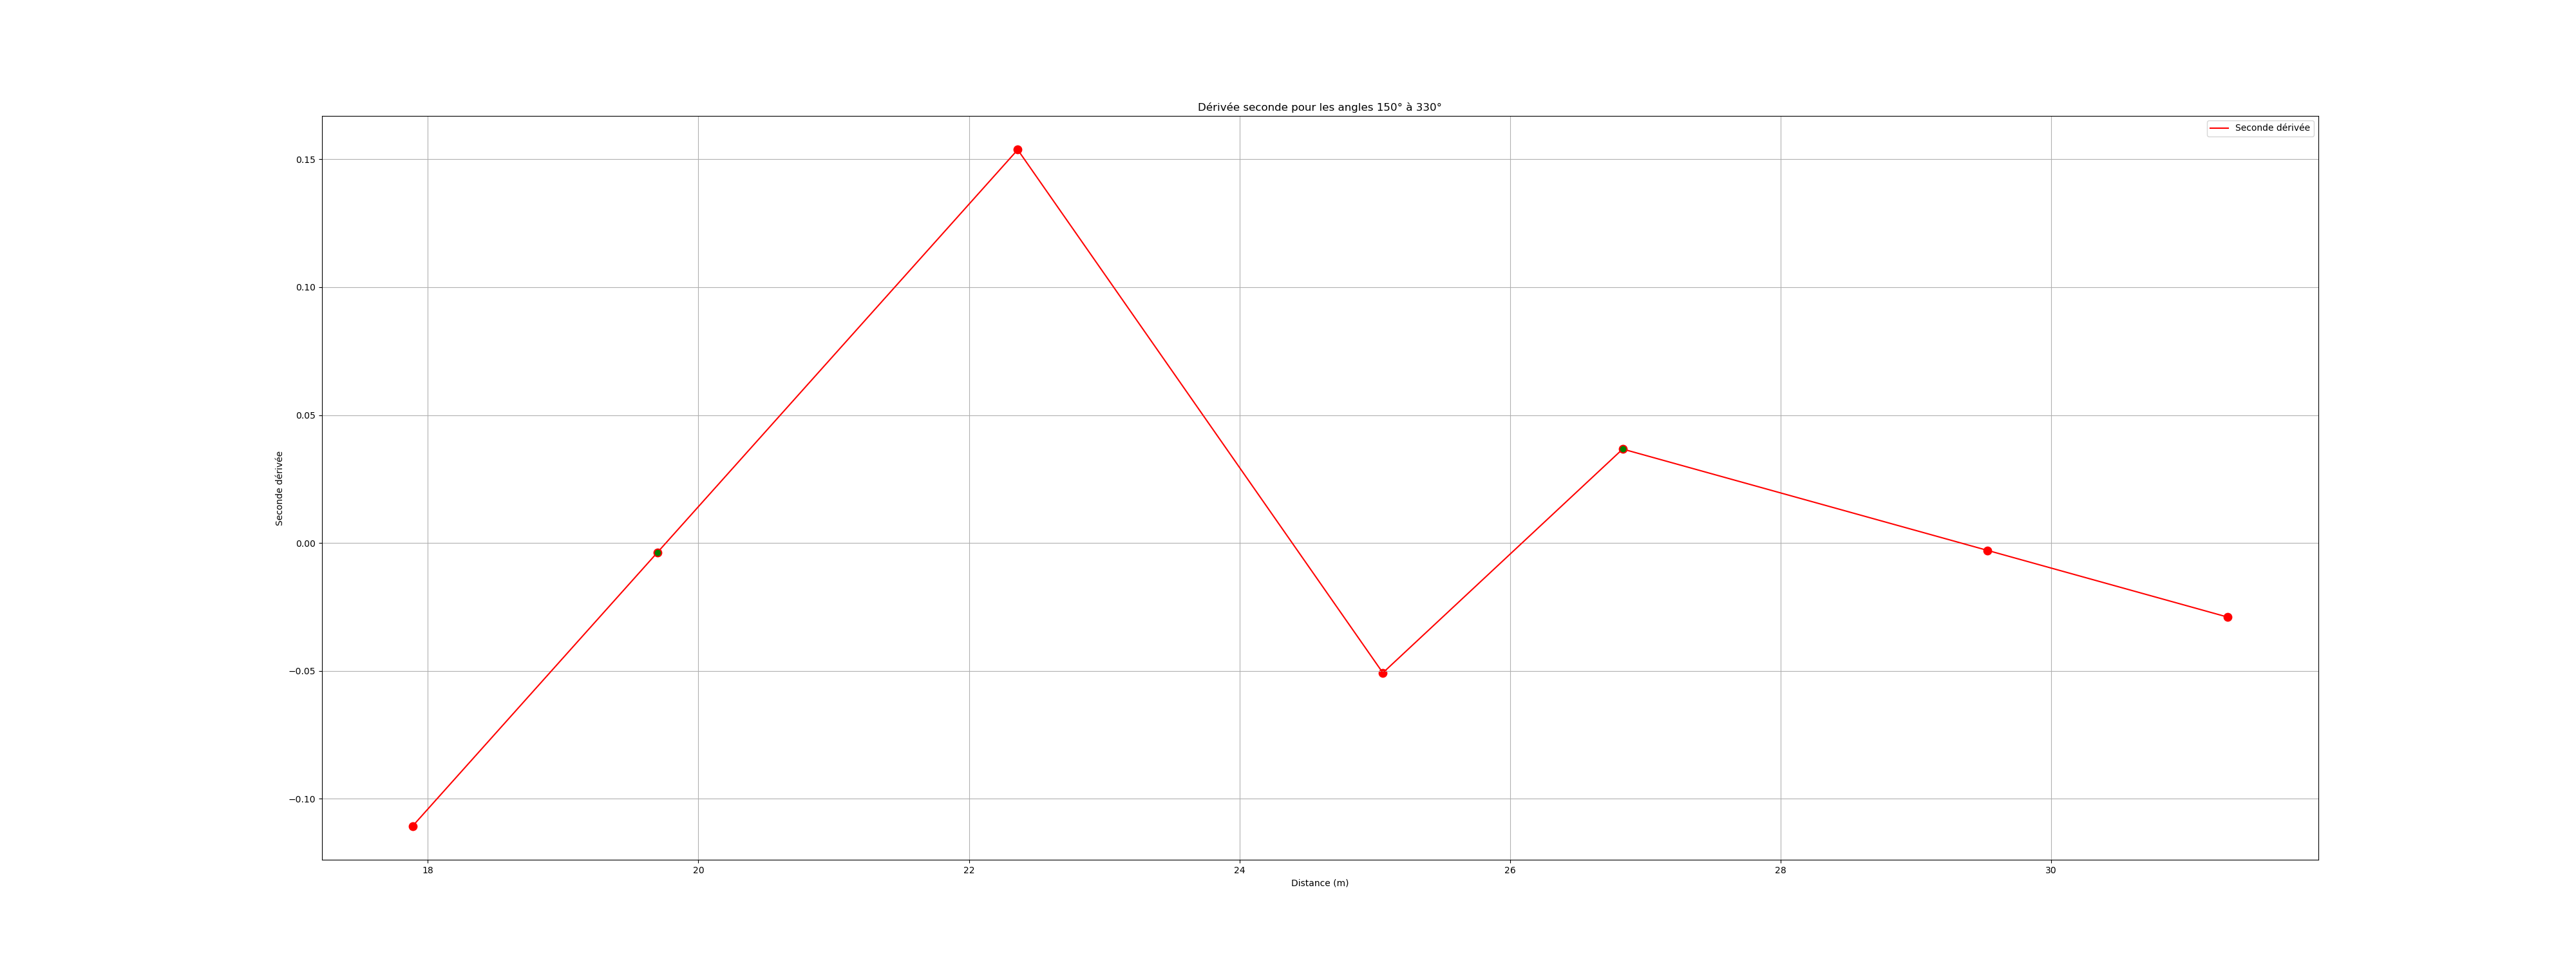 Dérivée seconde pour les angles 150° à 330°
Seconde dérivée
0.15
0.10
0.05
0.00
−0.05
−0.10
Seconde dérivée
18 20 22 24 26 28 30
Distance (m)